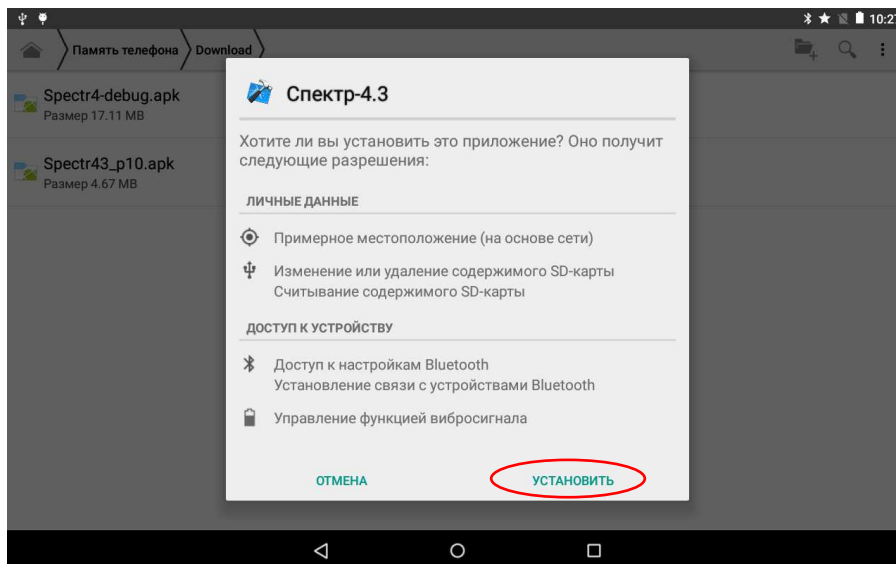 10:27
Память телефона Download
Spectr4-debug.apk
Размер 17.11 MB
Spectr43_p10.apk
Размер 4.67 MB
Спектр-4.3
Хотите ли вы установить это приложение? Оно получит
следующие разрешения:
ЛИЧНЫЕ ДАННЫЕ
Примерное местоположение (на основе сети)
Изменение или удаление содержимого SD-карты
Считывание содержимого SD-карты
ДОСТУП К УСТРОЙСТВУ
Доступ к настройкам Bluetooth
Установление связи с устройствами Bluetooth
Управление функцией вибросигнала
ОТМЕНА УСТАНОВИТЬ